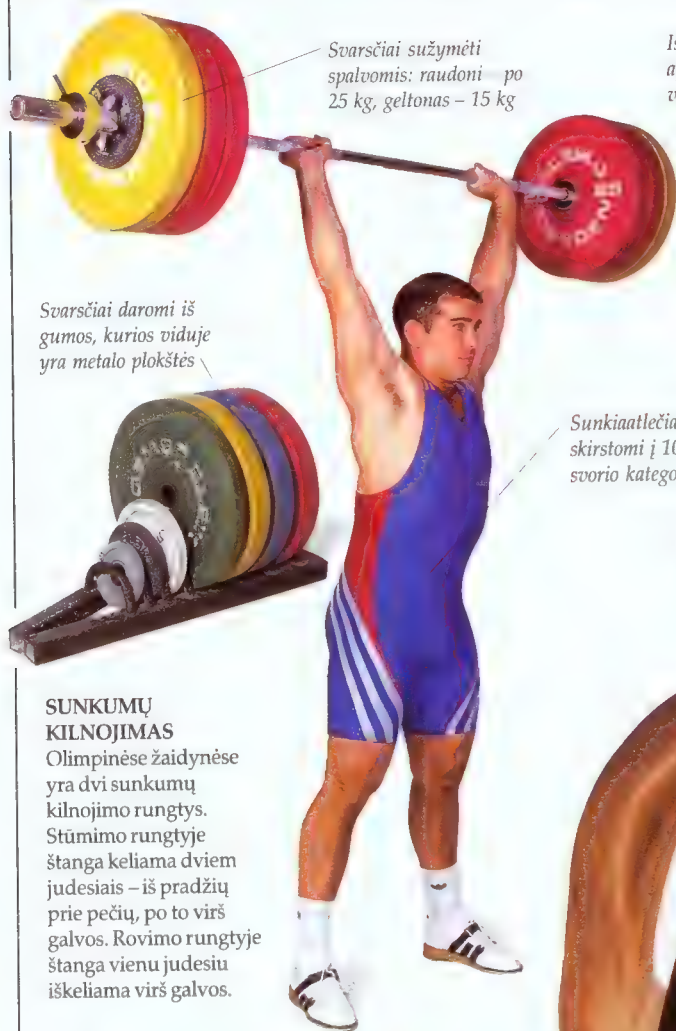 Svarsčiai sužymėti
spalvomis: raudoni po
25 kg, geltonas – 15 kg
Svarsčiai daromi iš
gumos, kurios viduje
yra metalo plokštės
skirstomi į 10
SUNKUMŲ
KILNOJIMAS
Olimpinėse žaidynėse
yra dvi sunkumų
kilnojimo rungtys.
Stūmimo rungtyje
štanga keliama dviem
judesiais – iš pradžių
prie pečių, po to virš
galvos. Rovimo rungtyje
štanga vienu judesiu
iškeliama virš galvos.